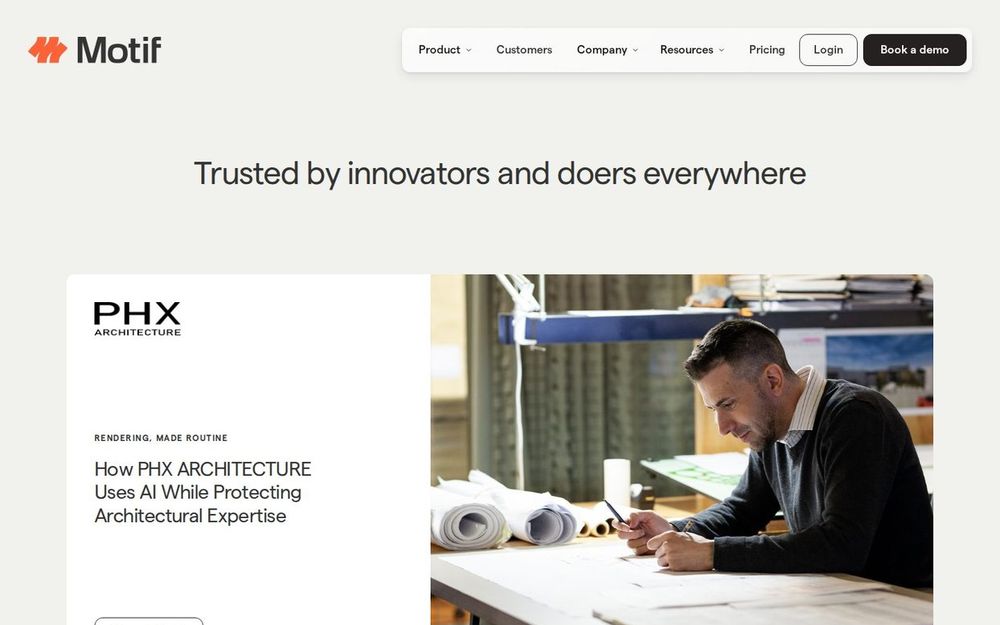 Motif
Product
Customers
Company
Resources
Pricing
Login
Book a demo
Trusted by innovators and doers everywhere
PHX
ARCHITECTURE
RENDERING, MADE ROUTINE
How PHX ARCHITECTURE
Uses AI While Protecting
Architectural Expertise